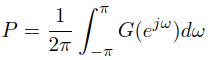 P = \frac{1}{2\pi} \int_{-\pi}^{\pi} G(e^{j\omega})d\omega